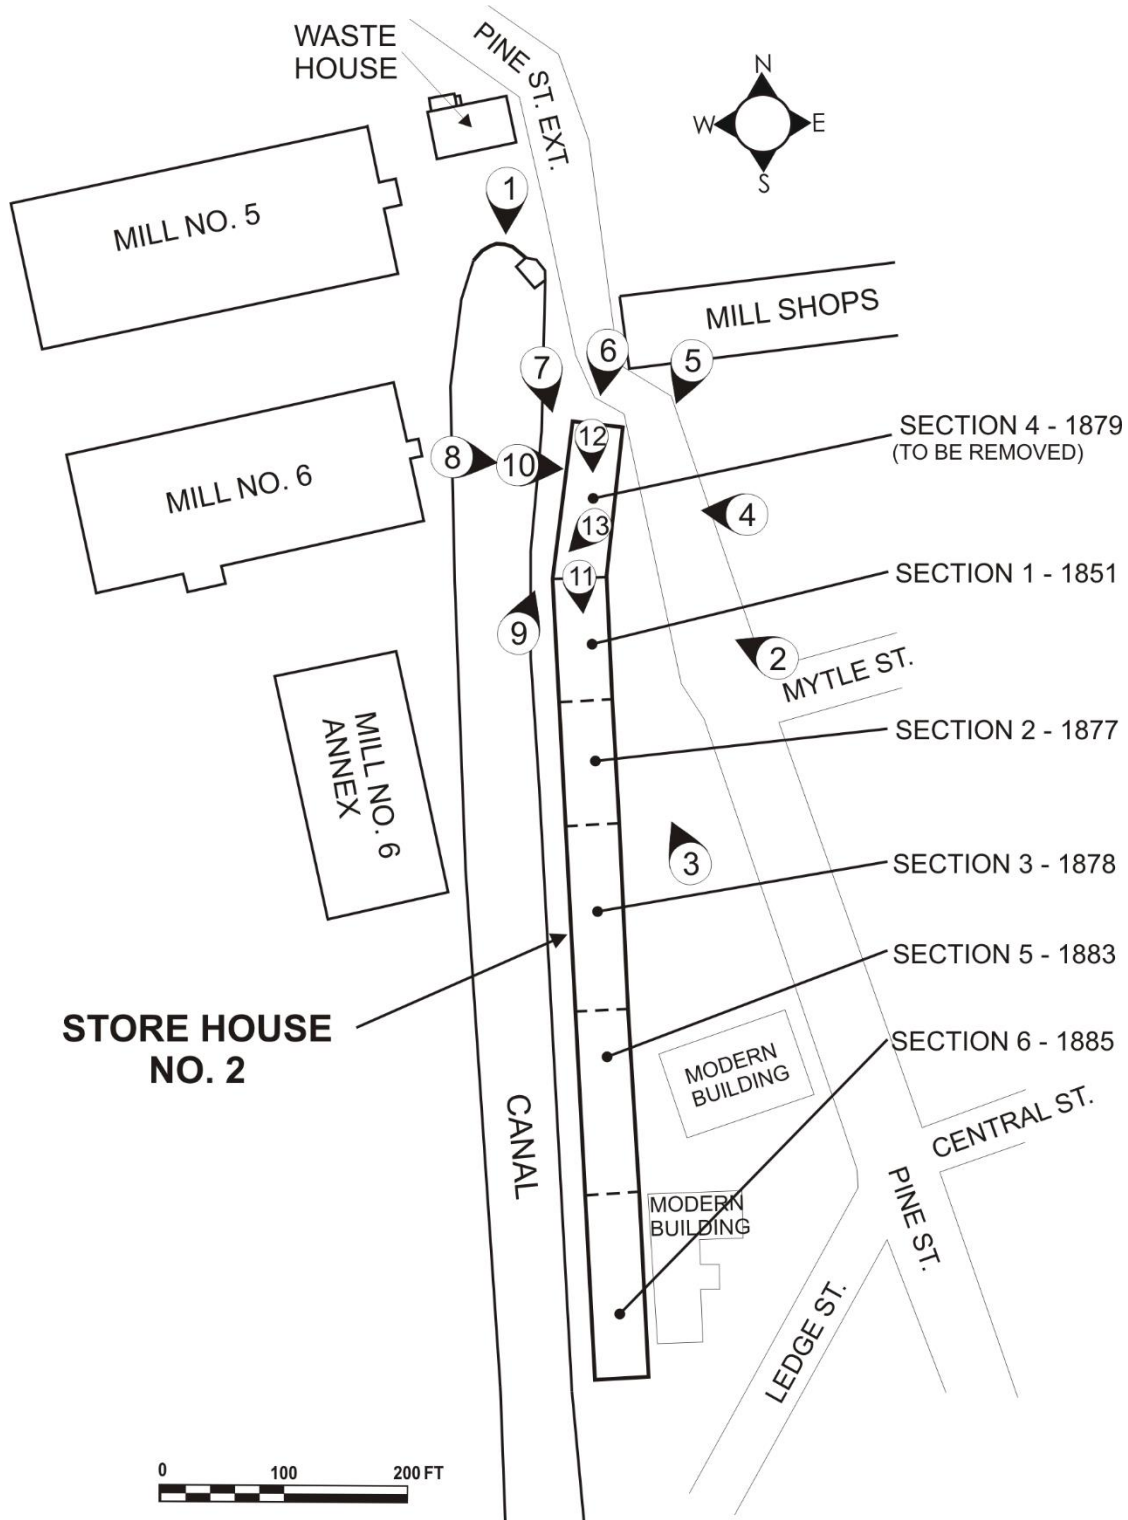 WASTE
HOUSE
PINE ST. EXT.
N
W
E
S
1
MILL NO. 5
MILL SHOPS
6
5
7
12
SECTION 4 - 1879
(TO BE REMOVED)
8
10
MILL NO. 6
4
13
11
SECTION 1 - 1851
9
2
MYTLE ST.
SECTION 2 - 1877
MILL NO. 6
ANNEX
3
SECTION 3 - 1878
SECTION 5 - 1883
STORE HOUSE
NO. 2
SECTION 6 - 1885
MODERN
BUILDING
CANAL
CENTRAL ST.
MODERN
BUILDING
PINE ST.
LEDGE ST.
0 100 200 FT